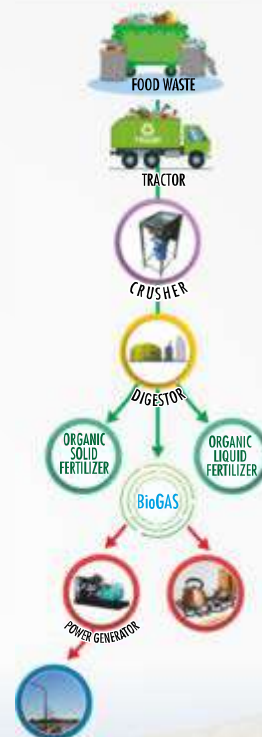 FOOD WASTE
TRACTOR
CRUSHER
DIGESTOR
ORGANIC
SOLID
FERTILIZER
ORGANIC
LIQUID
FERTILIZER
BioGAS
POWER GENERATOR